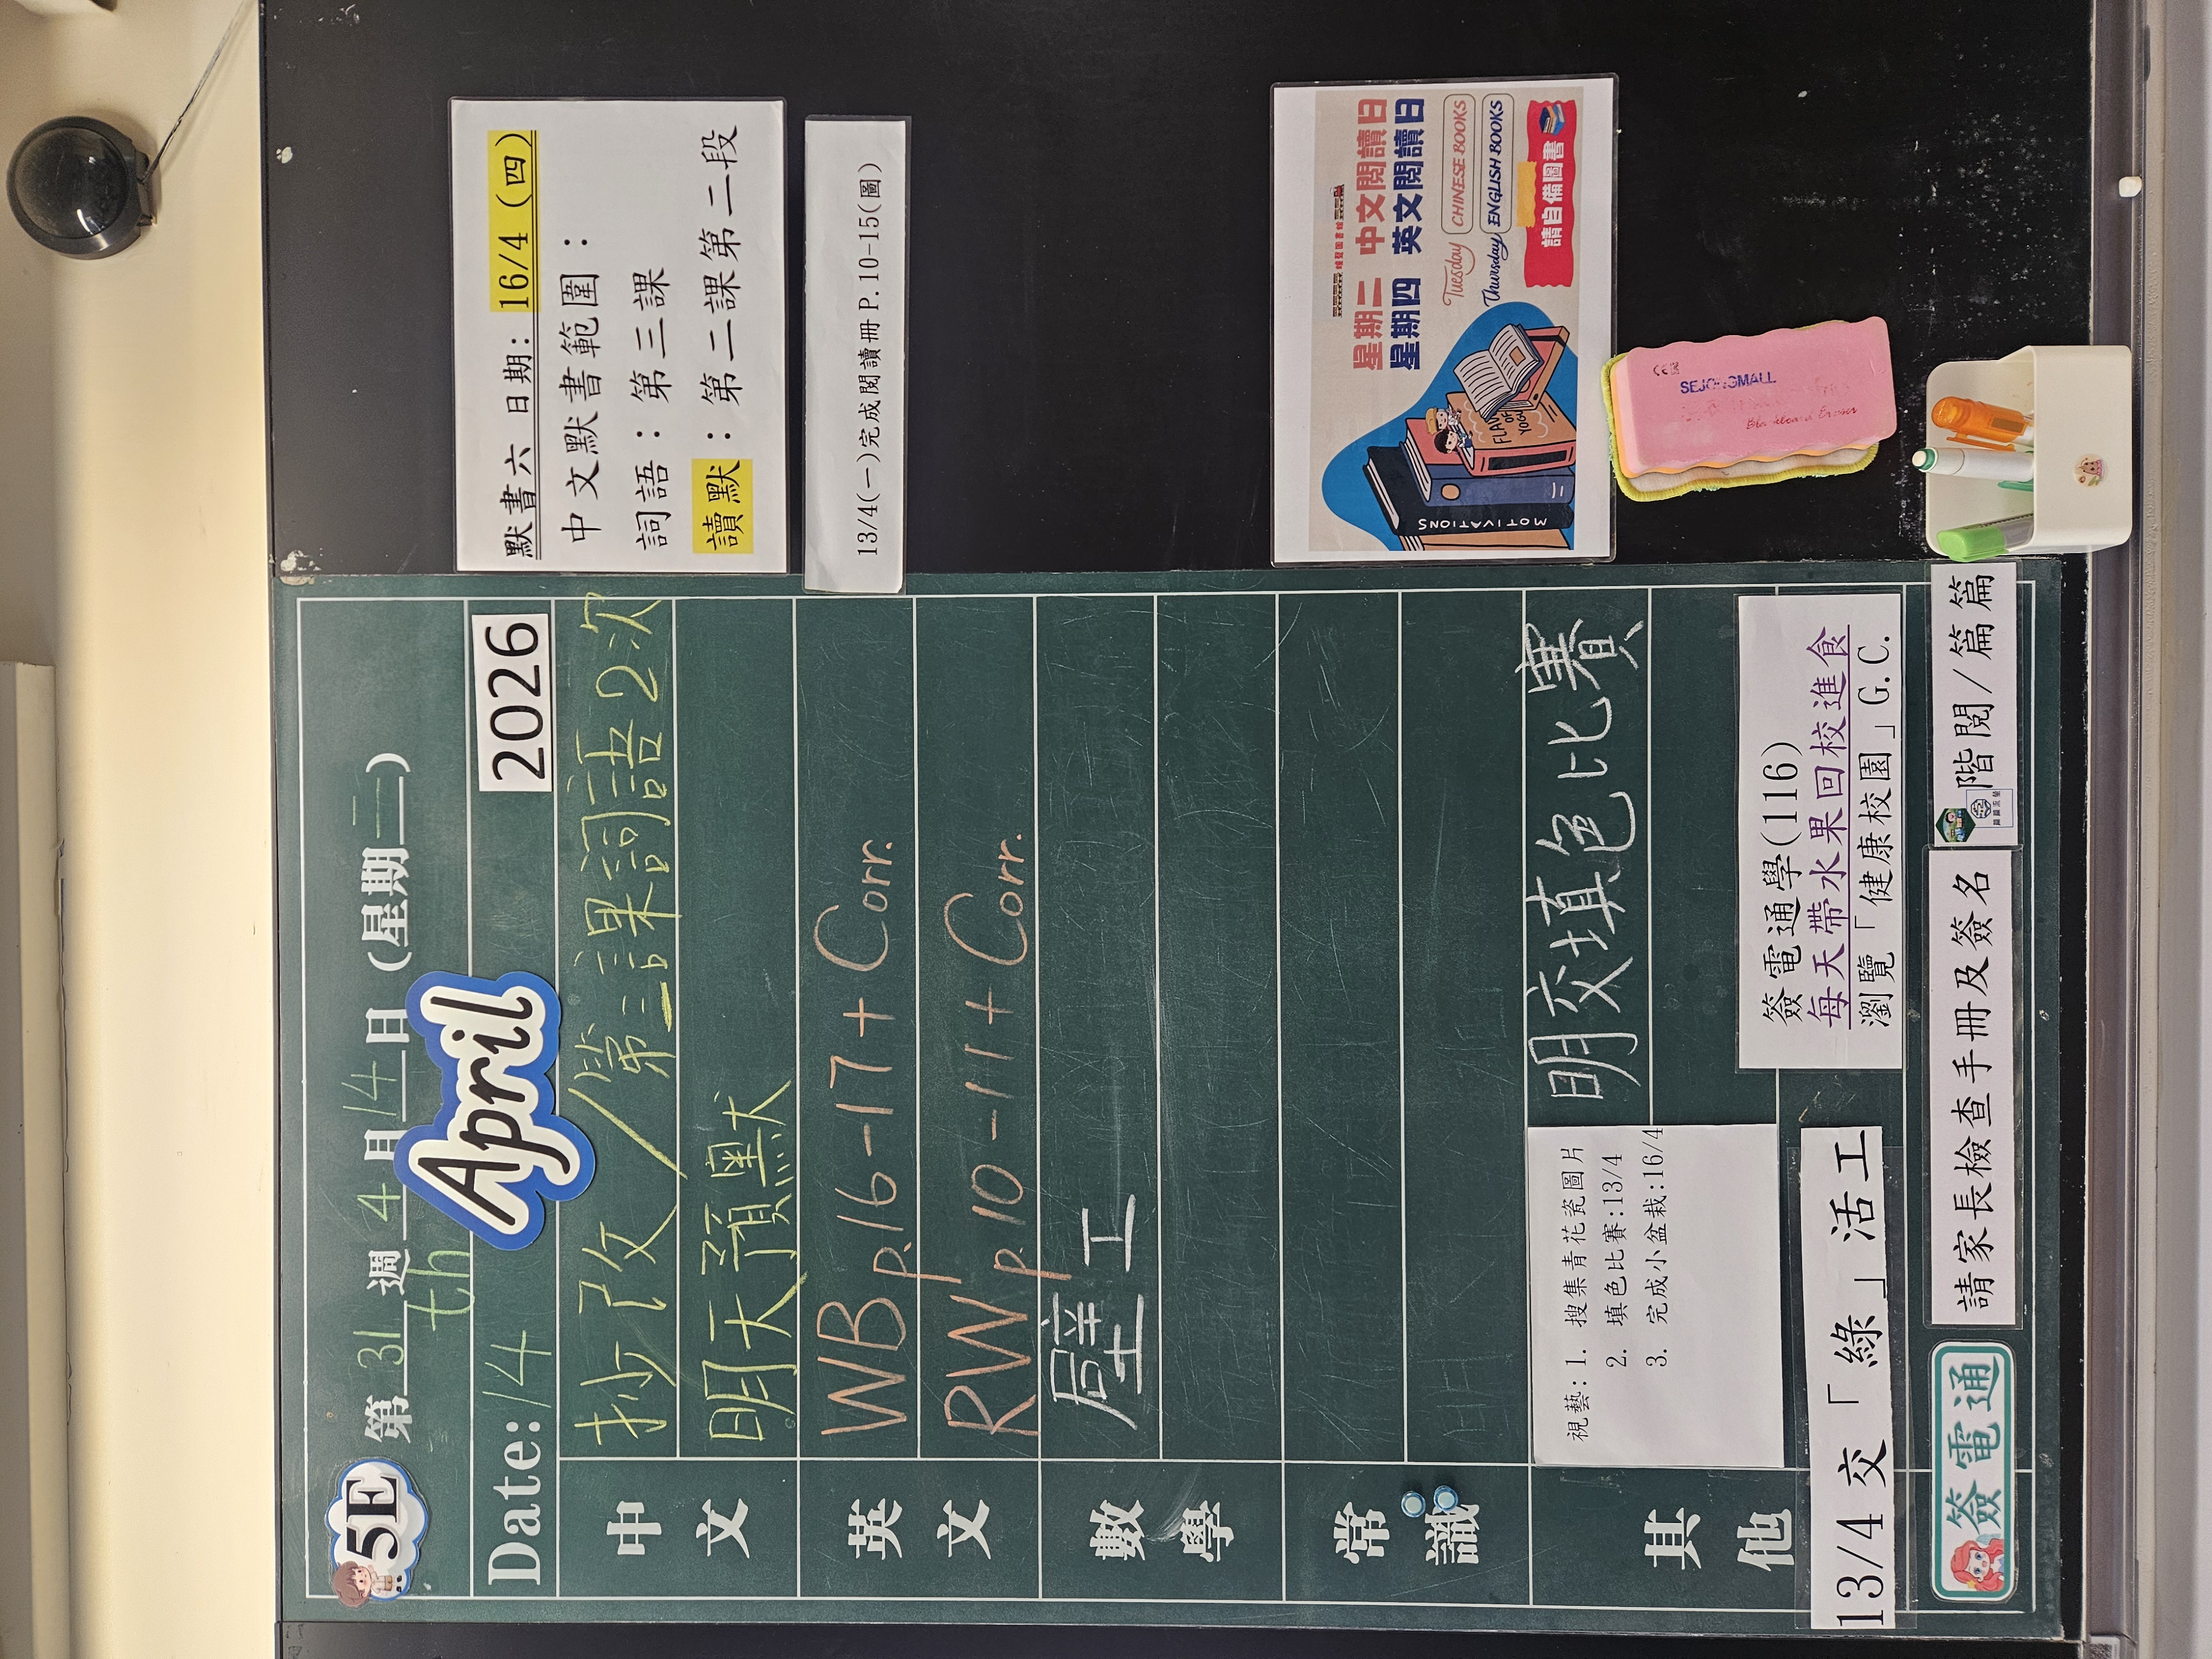 5E 第 31 週 4 月 14 日 (星期 二)
Date: 14th April 2026
中文
抄改/第三課詞語2次
明天預默
英文
WB p.16-17 + Corr.
RW p.10-11 + Corr.
數學
壁工
常識
其他
明交填色比賽
視藝: 1. 搜集青花瓷圖片
2. 填色比賽:13/4
3. 完成小盆栽:16/4
簽電通學(116)
每天帶水果回校進食
瀏覽「健康校園」G.C.
13/4 交「綠」活工
簽電通
請家長檢查手冊及簽名
階閱/篇篇
默書六 日期: 16/4 (四)
中文默書範圍:
詞語: 第三課
讀默: 第二課第二段
13/4(一)完成閱讀冊P.10-15(圖)
星期二 中文閱讀日
星期四 英文閱讀日
Tuesday CHINESE BOOKS
Thursday ENGLISH BOOKS
請自備圖書
MOTIVATIONS
SEJONGMALL